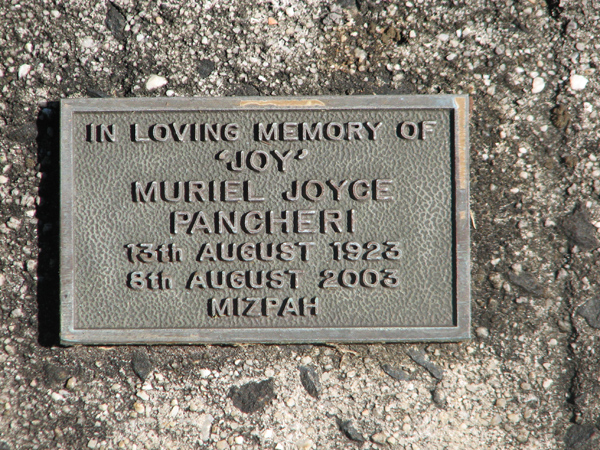 IN LOVING MEMORY OF
'JOY'
MURIEL JOYCE
PANCHERI
13th AUGUST 1923
8th AUGUST 2003
MIZPAH